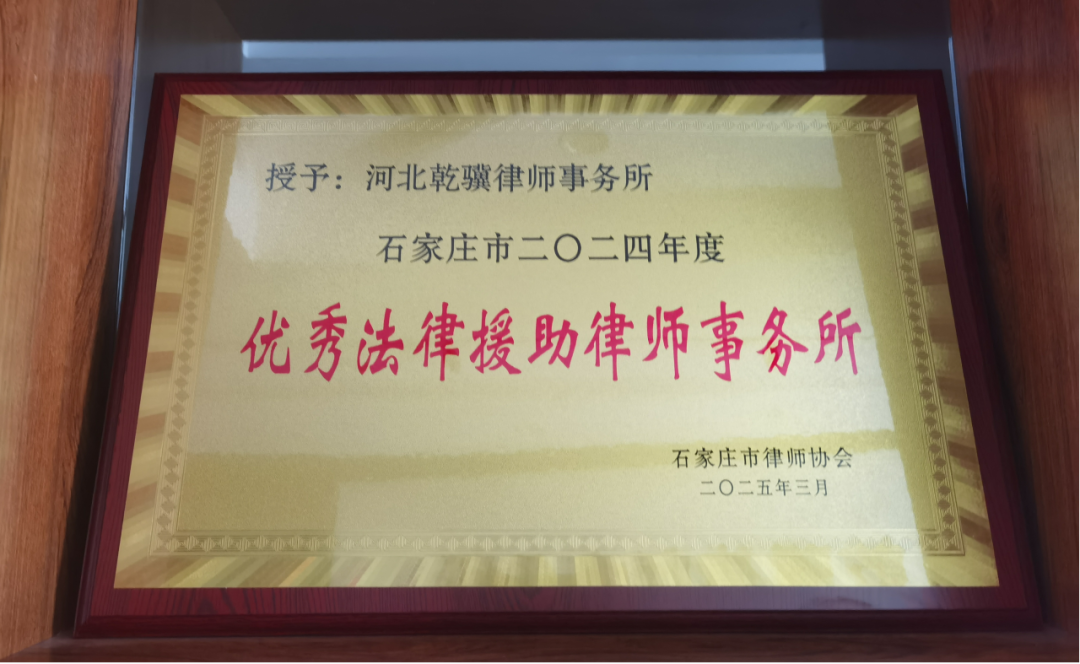 授予：河北乾骥律师事务所
石家庄市二〇二四年度
优秀法律援助律师事务所
石家庄市律师协会
二〇二五年三月